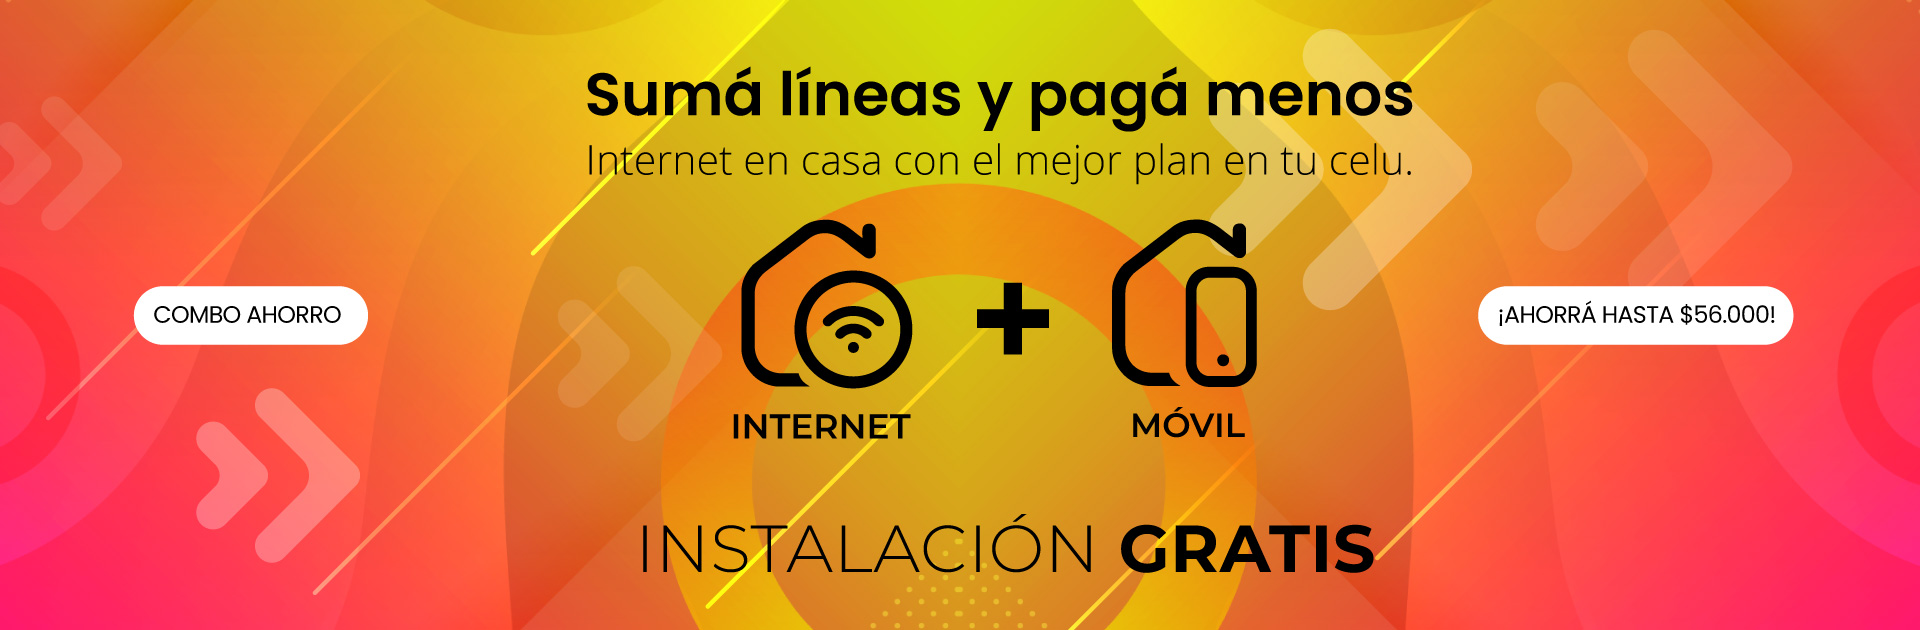 Sumá líneas y pagá menos
Internet en casa con el mejor plan en tu celu.
COMBO AHORRO
¡AHORRÁ HASTA $56.000!
INTERNET
MÓVIL
INSTALACIÓN GRATIS